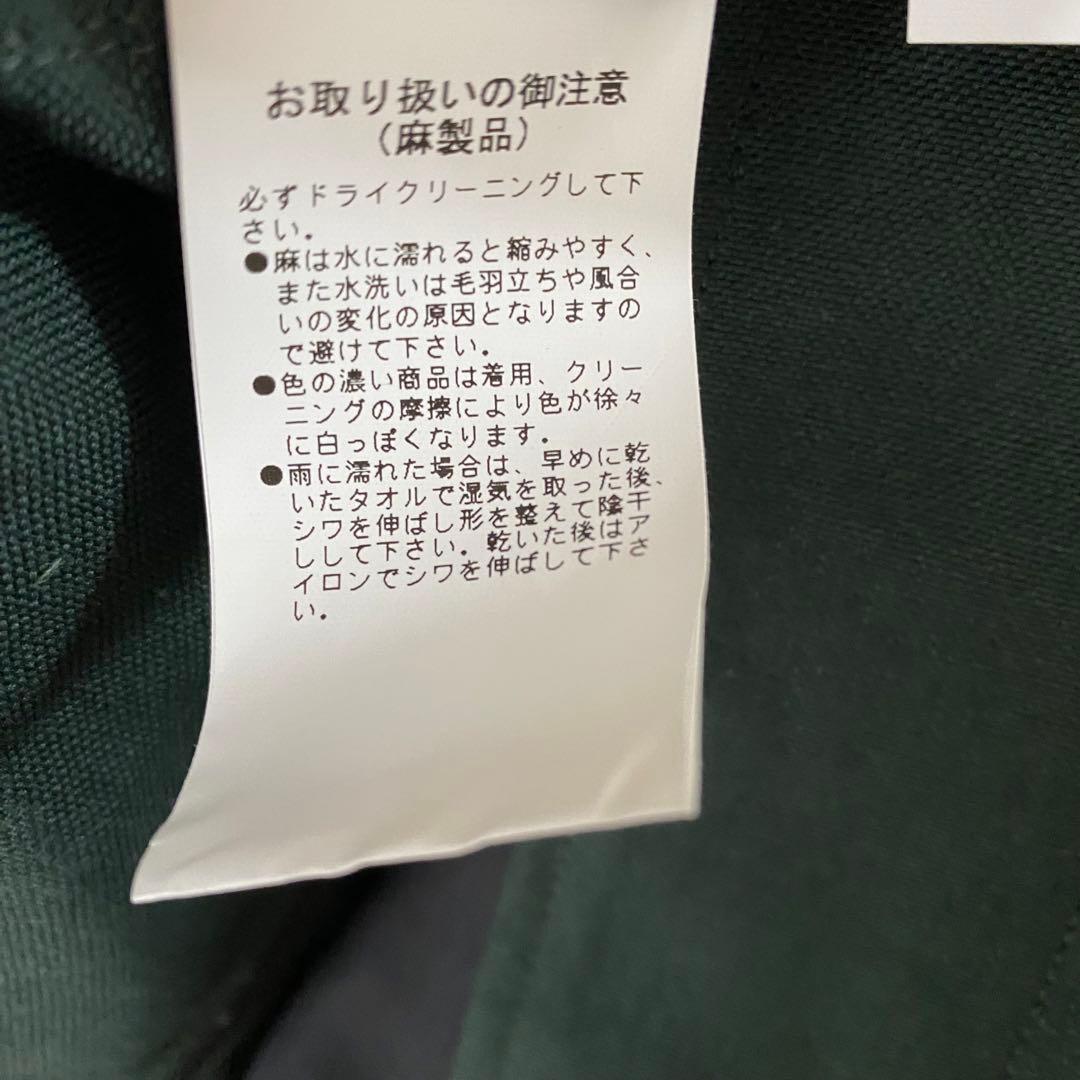 お取り扱いの御注意
（麻製品）
必ずドライクリーニングして下
さい．
●麻は水に濡れると縮みやすく、
また水洗いは毛羽立ちや風合
いの変化の原因となりますの
で避けて下さい．
●色の濃い商品は着用、クリー
ニングの摩擦により色が徐々
に白っぽくなります．
●雨に濡れた場合は、早めに乾
いたタオルで湿気を取った後、
シワを伸ばし形を整えて陰干
ししして下さい．乾いた後はア
イロンでシワを伸ばして下さ
い．